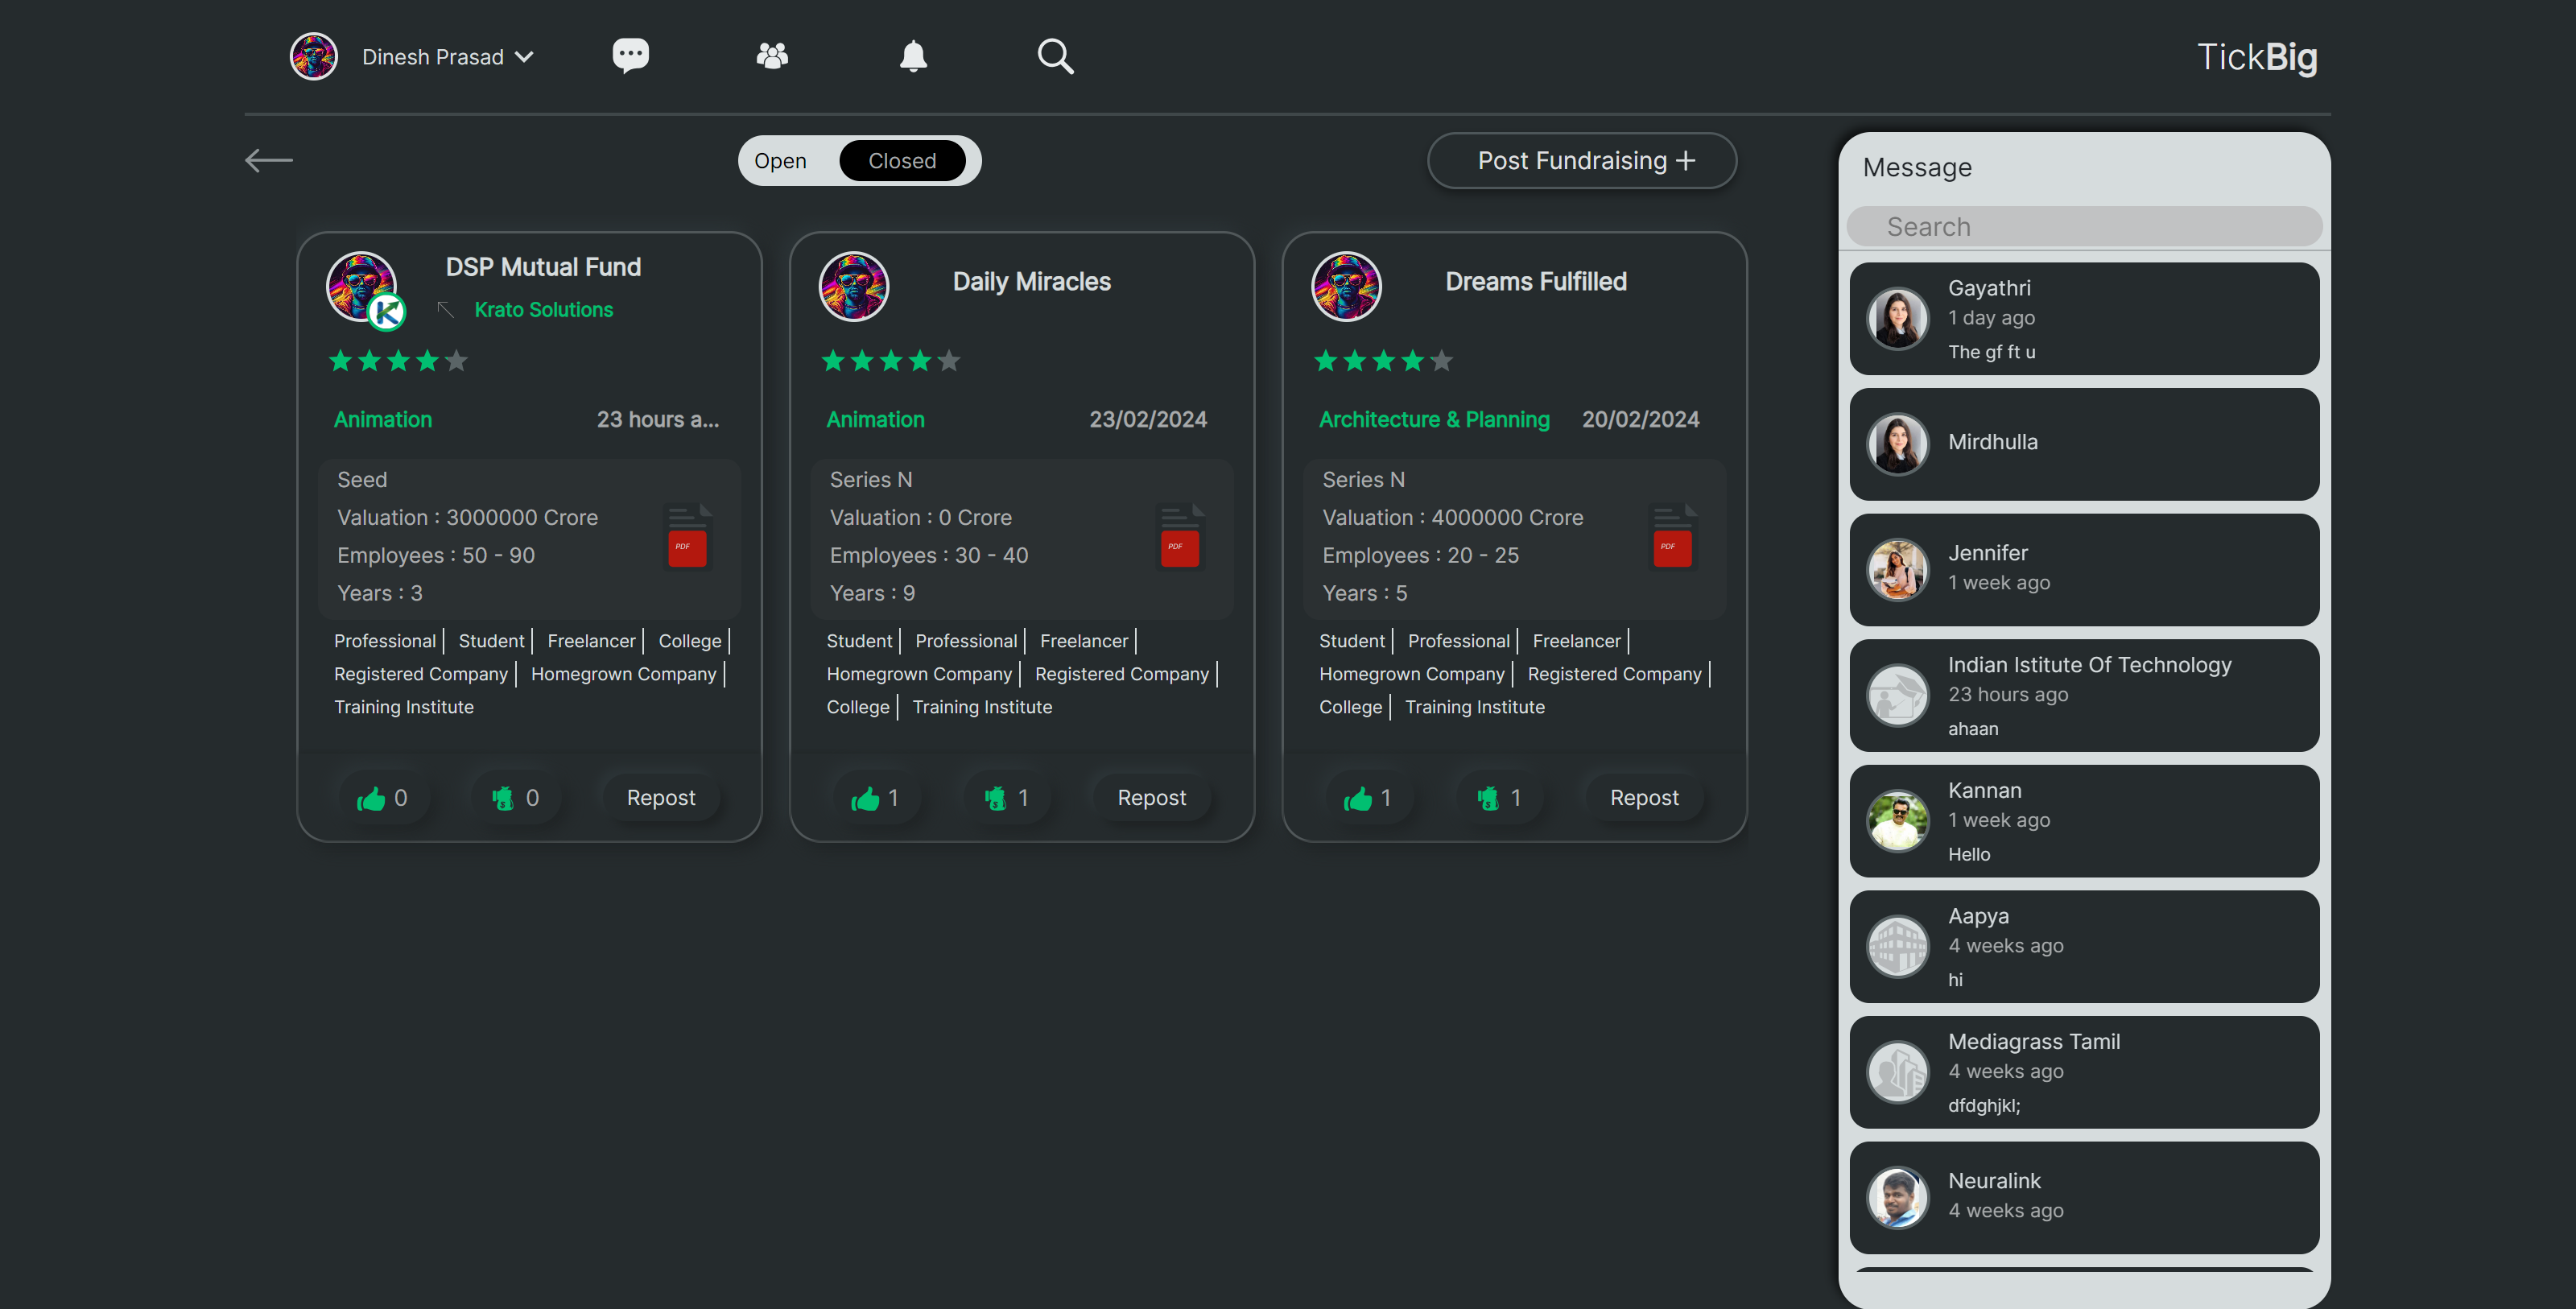 Dinesh Prasad
TickBig
Open Closed
Post Fundraising +
DSP Mutual Fund
Krato Solutions
Animation 23 hours a...
Seed
Valuation : 3000000 Crore
Employees : 50 - 90
Years : 3
PDF
Professional Student Freelancer College
Registered Company Homegrown Company
Training Institute
0 0 Repost
Daily Miracles
Animation 23/02/2024
Series N
Valuation : 0 Crore
Employees : 30 - 40
Years : 9
PDF
Student Professional Freelancer
Homegrown Company Registered Company
College Training Institute
1 1 Repost
Dreams Fulfilled
Architecture & Planning 20/02/2024
Series N
Valuation : 4000000 Crore
Employees : 20 - 25
Years : 5
PDF
Student Professional Freelancer
Homegrown Company Registered Company
College Training Institute
1 1 Repost
Message
Search
Gayathri
1 day ago
The gf ft u
Mirdhulla
Jennifer
1 week ago
Indian Istitute Of Technology
23 hours ago
ahaan
Kannan
1 week ago
Hello
Aapya
4 weeks ago
hi
Mediagrass Tamil
4 weeks ago
dfdghjkl;
Neuralink
4 weeks ago